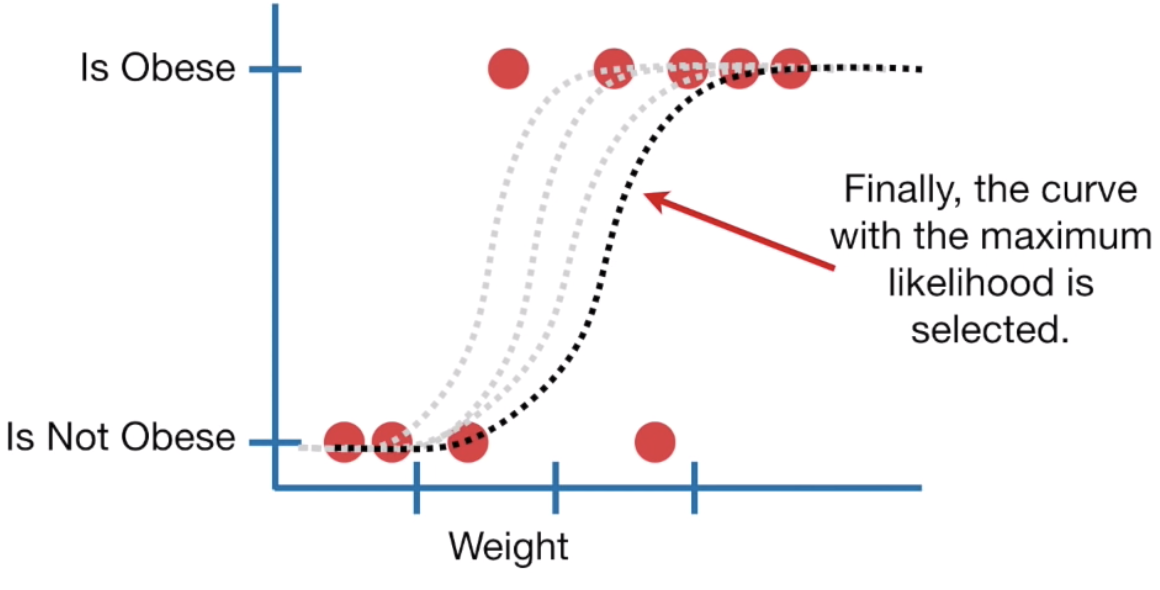 Is Obese
Finally, the curve
with the maximum
likelihood is
selected.
Is Not Obese
Weight